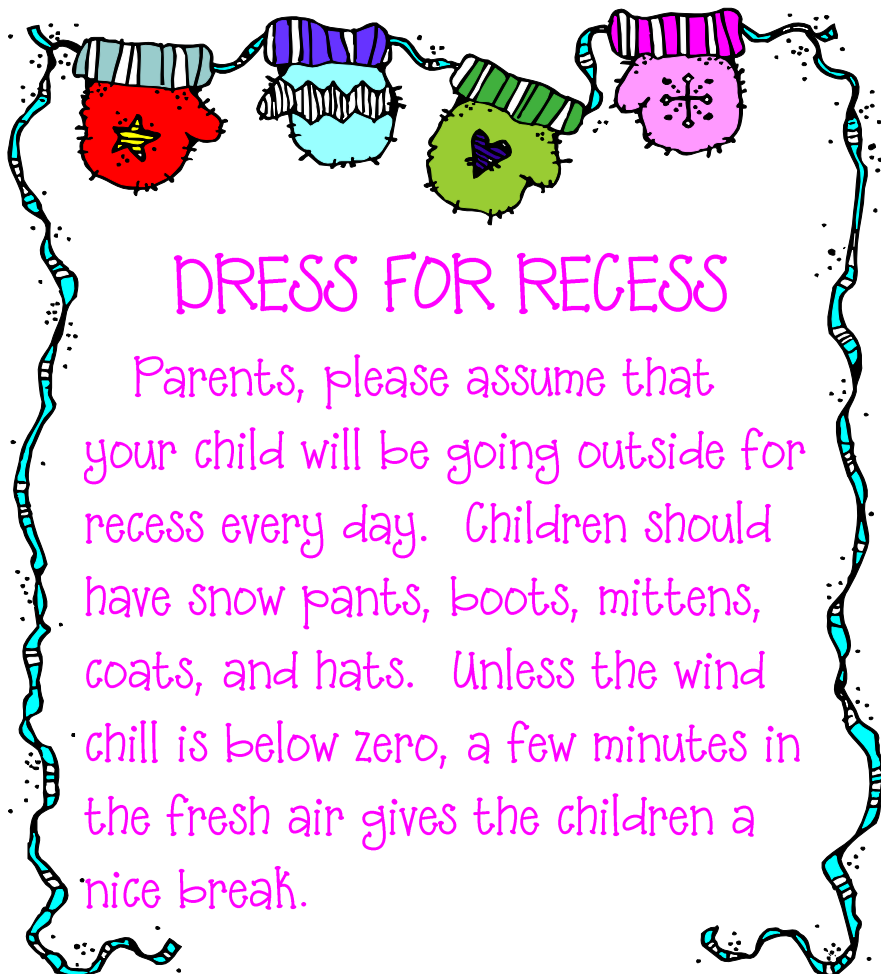 DRESS FOR RECESS
Parents, please assume that
your child will be going outside for
recess every day. Children should
have snow pants, boots, mittens,
coats, and hats. Unless the wind
chill is below zero, a few minutes in
the fresh air gives the children a
nice break.